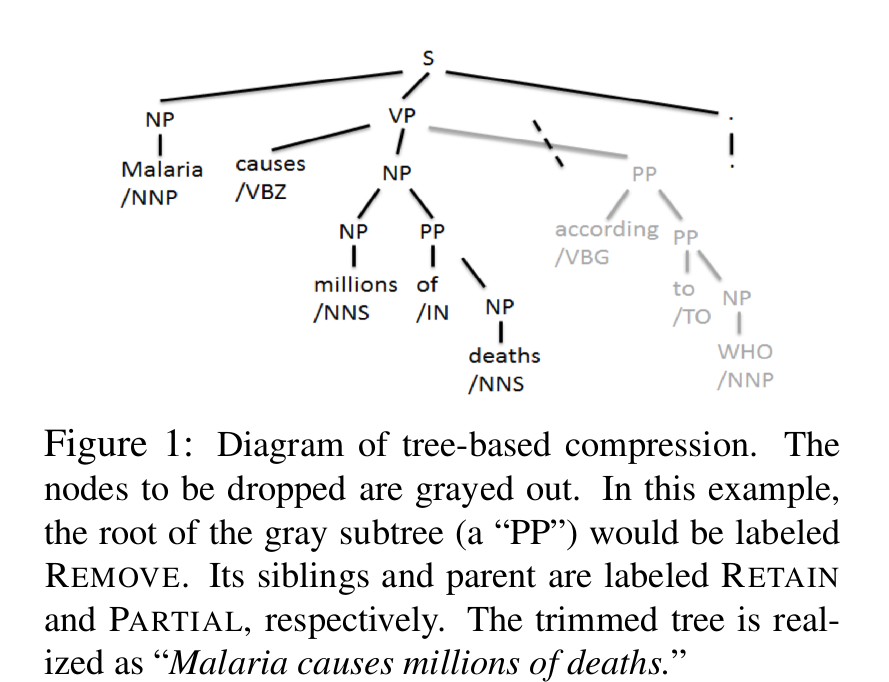 S
NP VP .
Malaria causes NP PP .
/NNP /VBZ
NP PP according PP
/VBG
millions of NP to NP
/NNS /IN /TO
deaths WHO
/NNS /NNP
Figure 1: Diagram of tree-based compression. The
nodes to be dropped are grayed out. In this example,
the root of the gray subtree (a “PP”) would be labeled
REMOVE. Its siblings and parent are labeled RETAIN
and PARTIAL, respectively. The trimmed tree is real-
ized as “Malaria causes millions of deaths.”